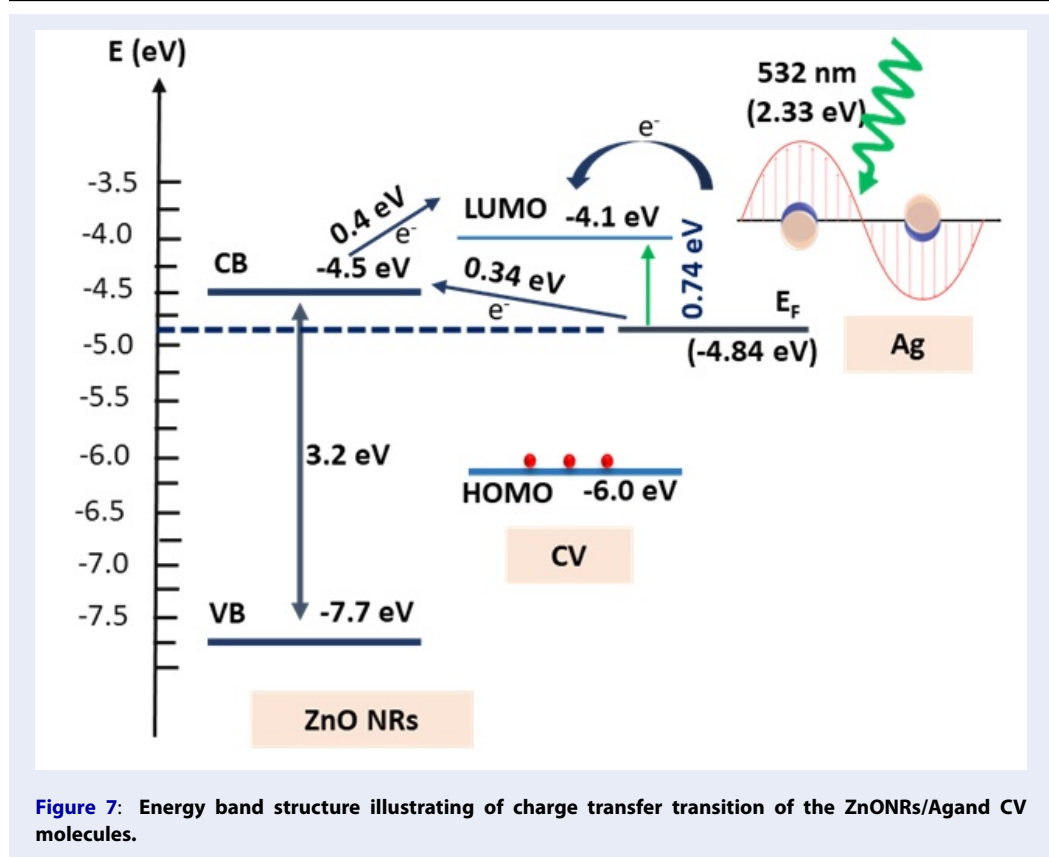 E (eV)
532 nm
(2.33 eV)
e-
-3.5
0.4 eV
LUMO -4.1 eV
-4.0
e-
0.74 eV
CB
-4.5 eV
0.34 eV
-4.5
e-
EF
-5.0
(-4.84 eV)
Ag
-5.5
-6.0
3.2 eV
HOMO -6.0 eV
-6.5
CV
-7.0
-7.5
VB -7.7 eV
ZnO NRs
Figure 7: Energy band structure illustrating of charge transfer transition of the ZnONRs/Agand CV
molecules.